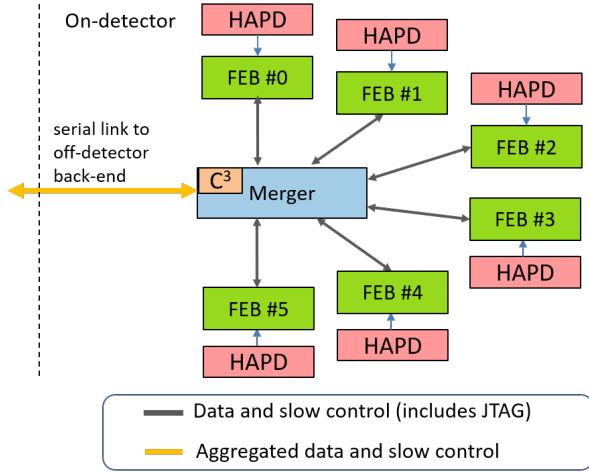 On-detector
HAPD
FEB #0
HAPD
FEB #1
HAPD
FEB #2
serial link to
off-detector
back-end
C³
Merger
FEB #3
HAPD
FEB #4
HAPD
FEB #5
HAPD
Data and slow control (includes JTAG)
Aggregated data and slow control